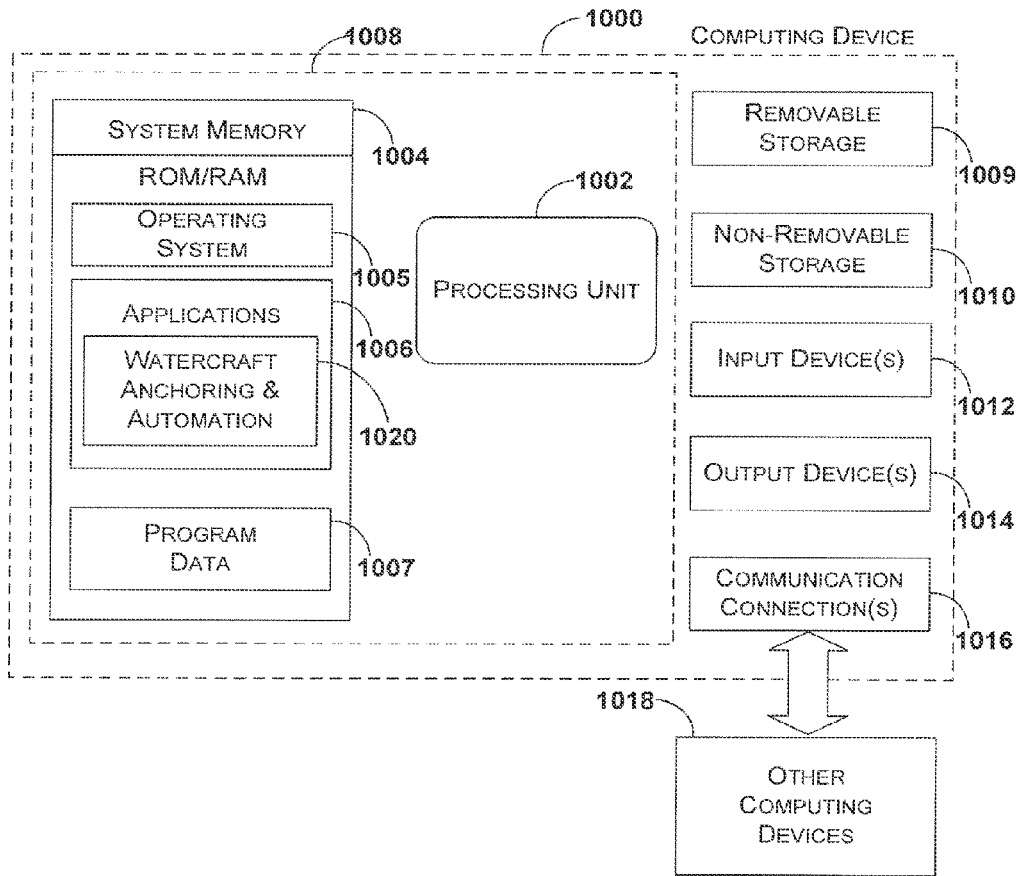 1008
1000
COMPUTING DEVICE
SYSTEM MEMORY
1004
ROM/RAM
OPERATING
SYSTEM
1005
APPLICATIONS
1006
WATERCRAFT
ANCHORING &
AUTOMATION
1020
PROGRAM
DATA
1007
1002
PROCESSING UNIT
REMOVABLE
STORAGE
1009
NON-REMOVABLE
STORAGE
1010
INPUT DEVICE(S)
1012
OUTPUT DEVICE(S)
1014
COMMUNICATION
CONNECTION(S)
1016
1018
OTHER
COMPUTING
DEVICES